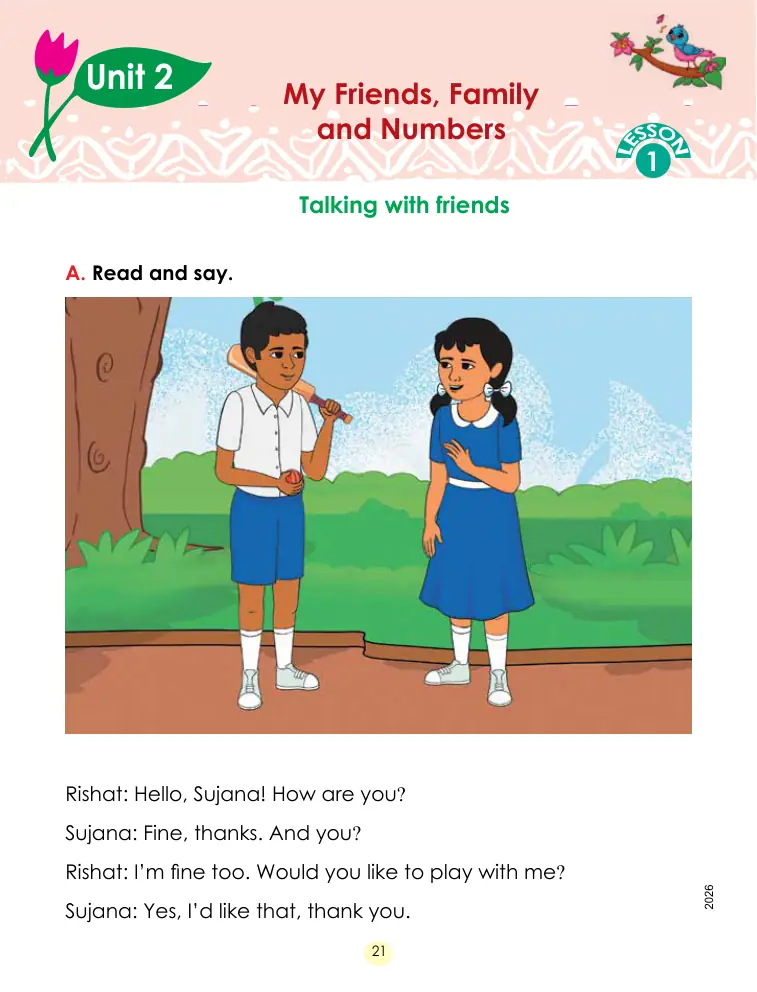 Unit 2
My Friends, Family
and Numbers
LESSON
1
Talking with friends
A. Read and say.
Rishat: Hello, Sujana! How are you?
Sujana: Fine, thanks. And you?
Rishat: I’m fine too. Would you like to play with me?
Sujana: Yes, I’d like that, thank you.
2026
21